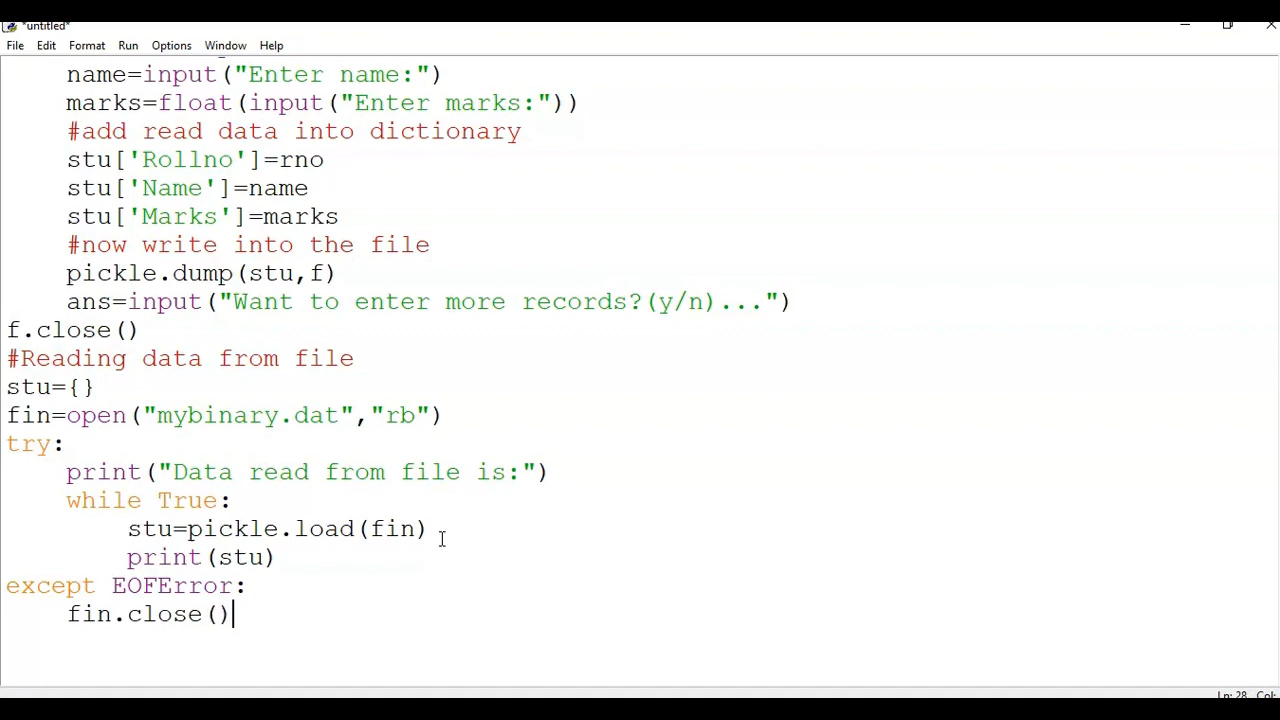 *untitled*
File Edit Format Run Options Window Help
    name=input("Enter name:")
    marks=float(input("Enter marks:"))
    #add read data into dictionary
    stu['Rollno']=rno
    stu['Name']=name
    stu['Marks']=marks
    #now write into the file
    pickle.dump(stu,f)
    ans=input("Want to enter more records?(y/n)...")
f.close()
#Reading data from file
stu={}
fin=open("mybinary.dat","rb")
try:
    print("Data read from file is:")
    while True:
        stu=pickle.load(fin)
        print(stu)
except EOFError:
    fin.close()
Ln: 28 Col: